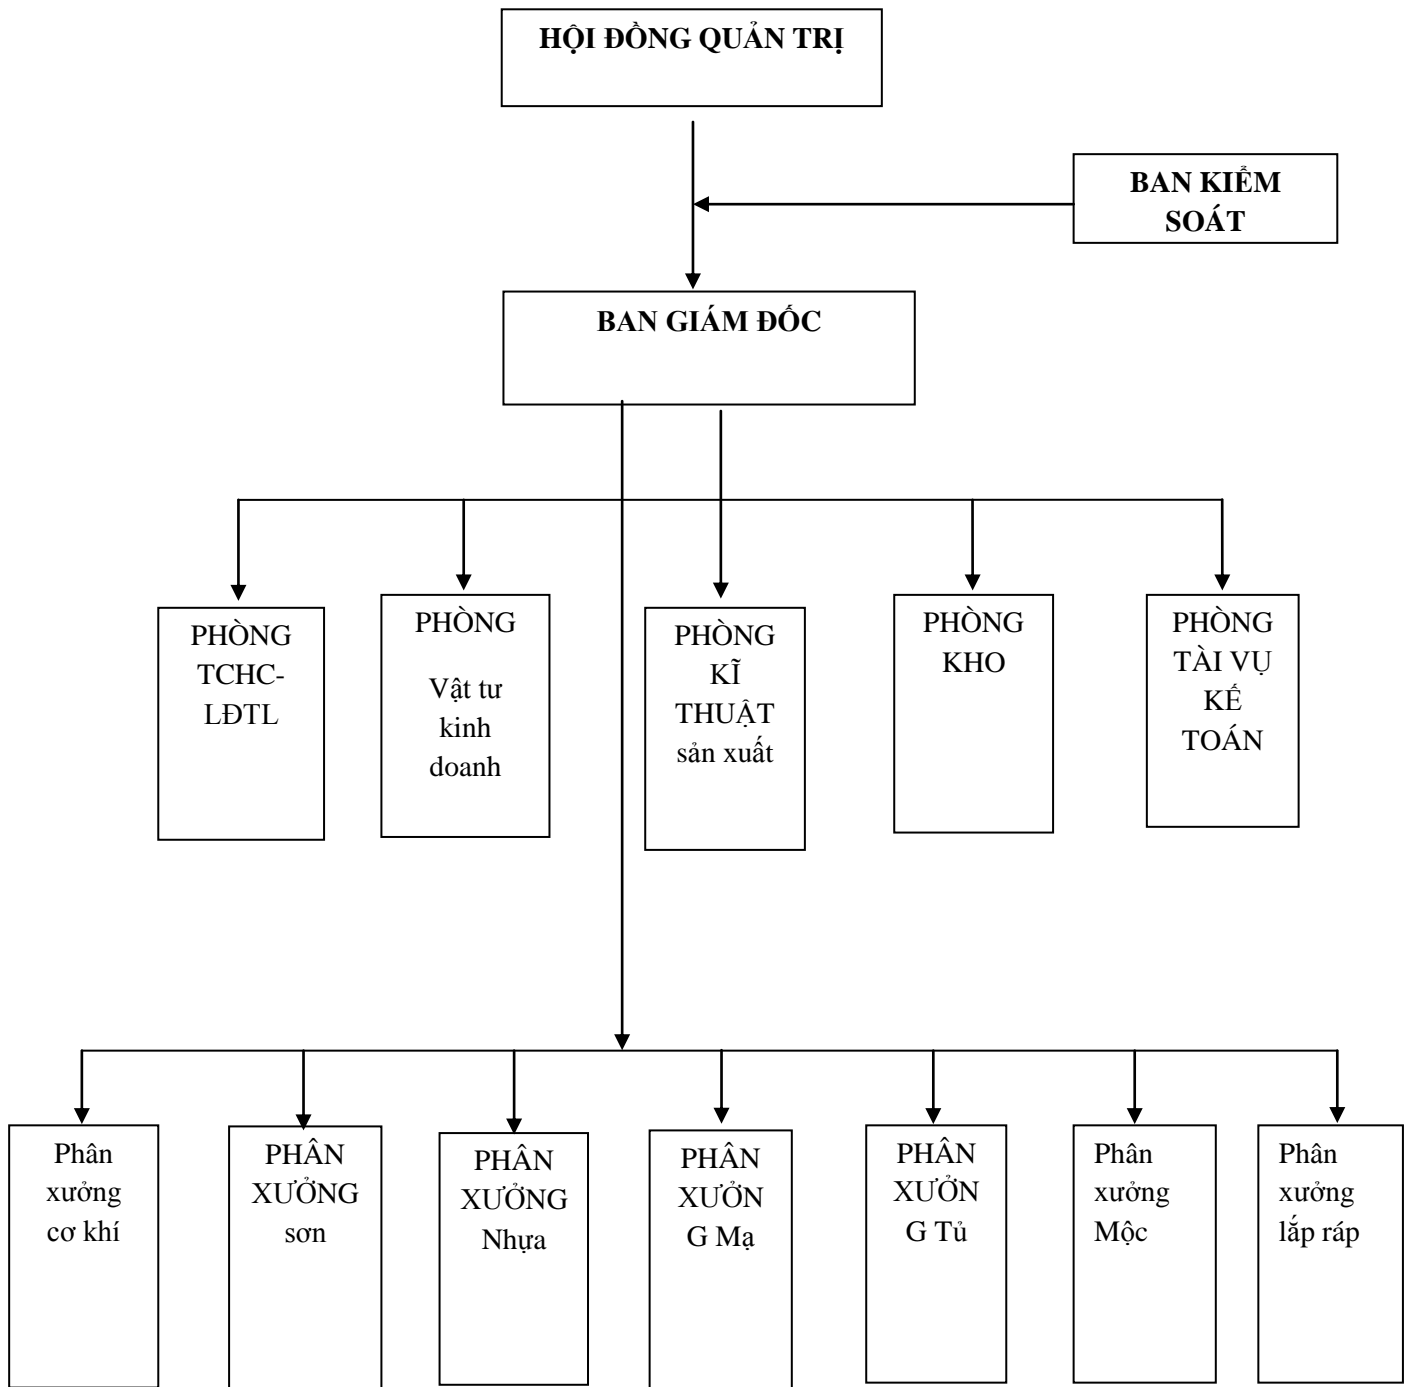 HỘI ĐỒNG QUẢN TRỊ
BAN KIỂM
SOÁT
BAN GIÁM ĐỐC
PHÒNG
TCHC-
LĐTL
PHÒNG
Vật tư
kinh
doanh
PHÒNG
KĨ
THUẬT
sản xuất
PHÒNG
KHO
PHÒNG
TÀI VỤ
KẾ
TOÁN
Phân
xưởng
cơ khí
PHÂN
XƯỞNG
sơn
PHÂN
XƯỞNG
Nhựa
PHÂN
XƯỞN
G Mạ
PHÂN
XƯỞN
G Tủ
Phân
xưởng
Mộc
Phân
xưởng
lắp ráp